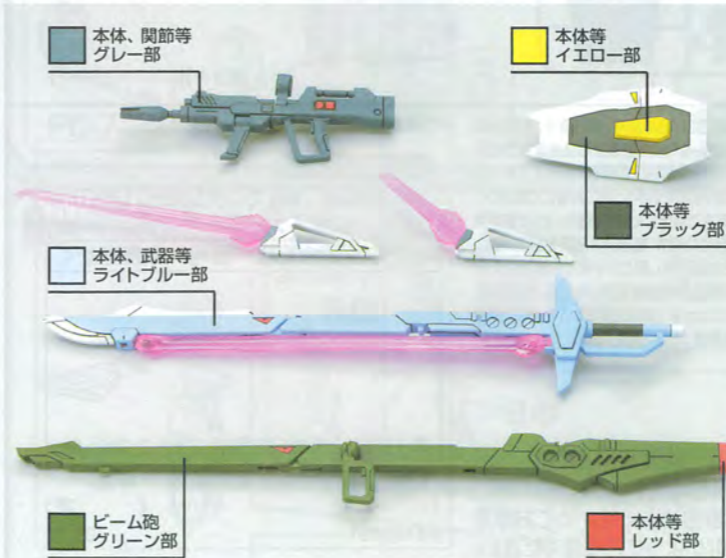 本体、関節等
グレー部
本体等
イエロー部
本体等
ブラック部
本体、武器等
ライトブルー部
ビーム砲
グリーン部
本体等
レッド部